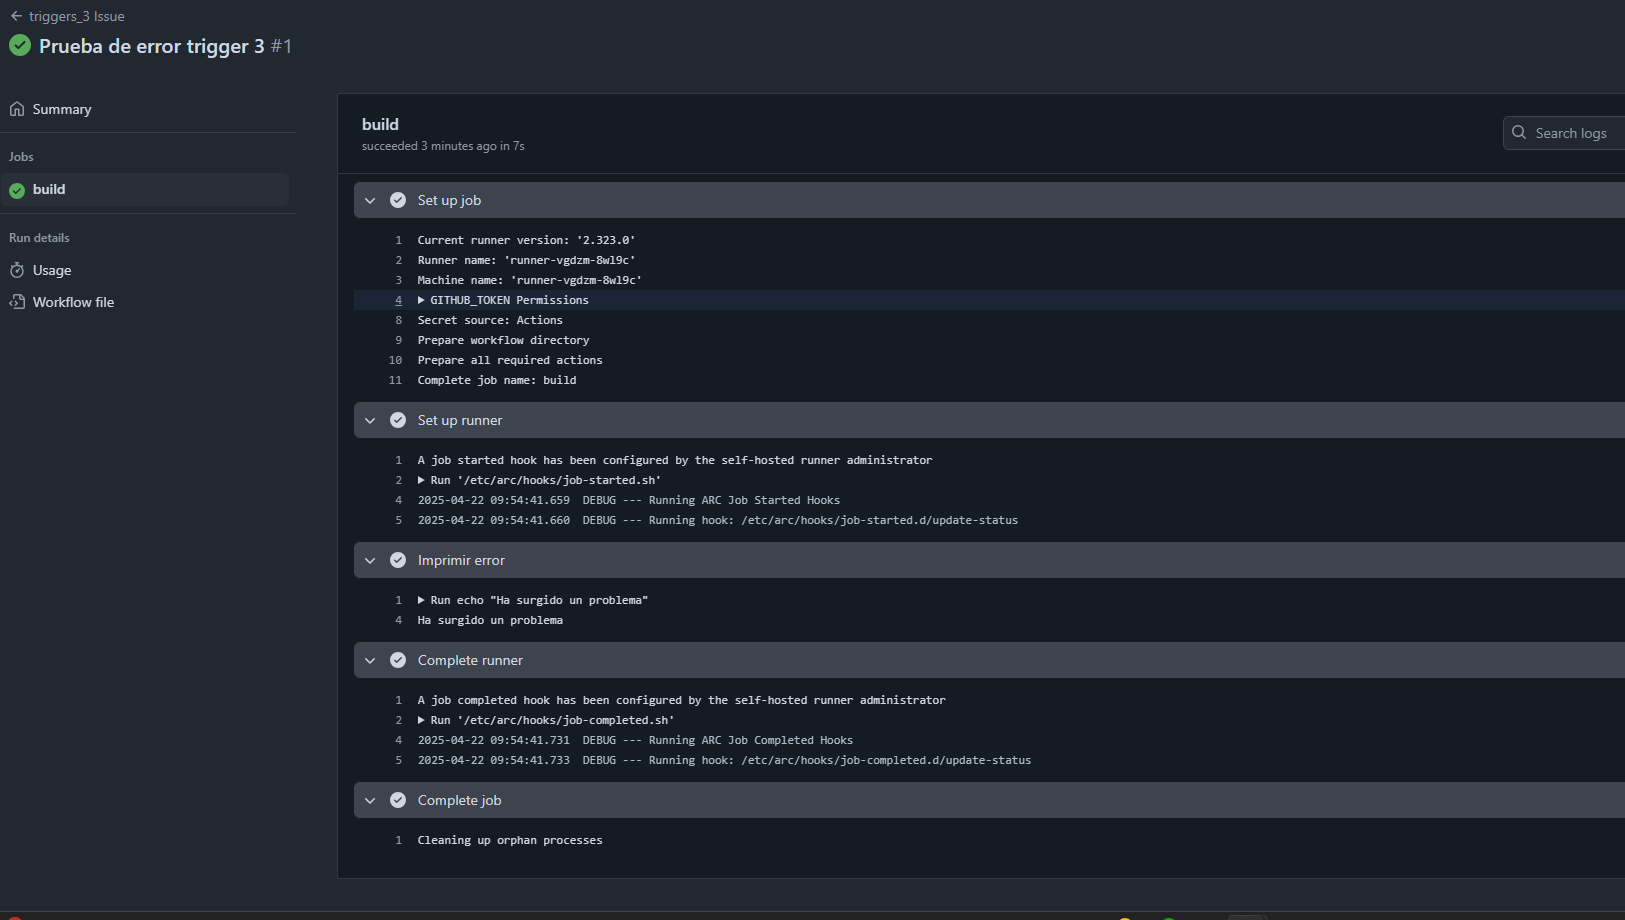 triggers_3 Issue
Prueba de error trigger 3 #1
Summary
Jobs
build
Run details
Usage
Workflow file
build
succeeded 3 minutes ago in 7s
Search logs
Set up job
1 Current runner version: '2.323.0'
2 Runner name: 'runner-vgdzm-8wl9c'
3 Machine name: 'runner-vgdzm-8wl9c'
4 GITHUB_TOKEN Permissions
8 Secret source: Actions
9 Prepare workflow directory
10 Prepare all required actions
11 Complete job name: build
Set up runner
1 A job started hook has been configured by the self-hosted runner administrator
2 Run '/etc/arc/hooks/job-started.sh'
4 2025-04-22 09:54:41.659 DEBUG --- Running ARC Job Started Hooks
5 2025-04-22 09:54:41.660 DEBUG --- Running hook: /etc/arc/hooks/job-started.d/update-status
Imprimir error
1 Run echo "Ha surgido un problema"
4 Ha surgido un problema
Complete runner
1 A job completed hook has been configured by the self-hosted runner administrator
2 Run '/etc/arc/hooks/job-completed.sh'
4 2025-04-22 09:54:41.731 DEBUG --- Running ARC Job Completed Hooks
5 2025-04-22 09:54:41.733 DEBUG --- Running hook: /etc/arc/hooks/job-completed.d/update-status
Complete job
1 Cleaning up orphan processes